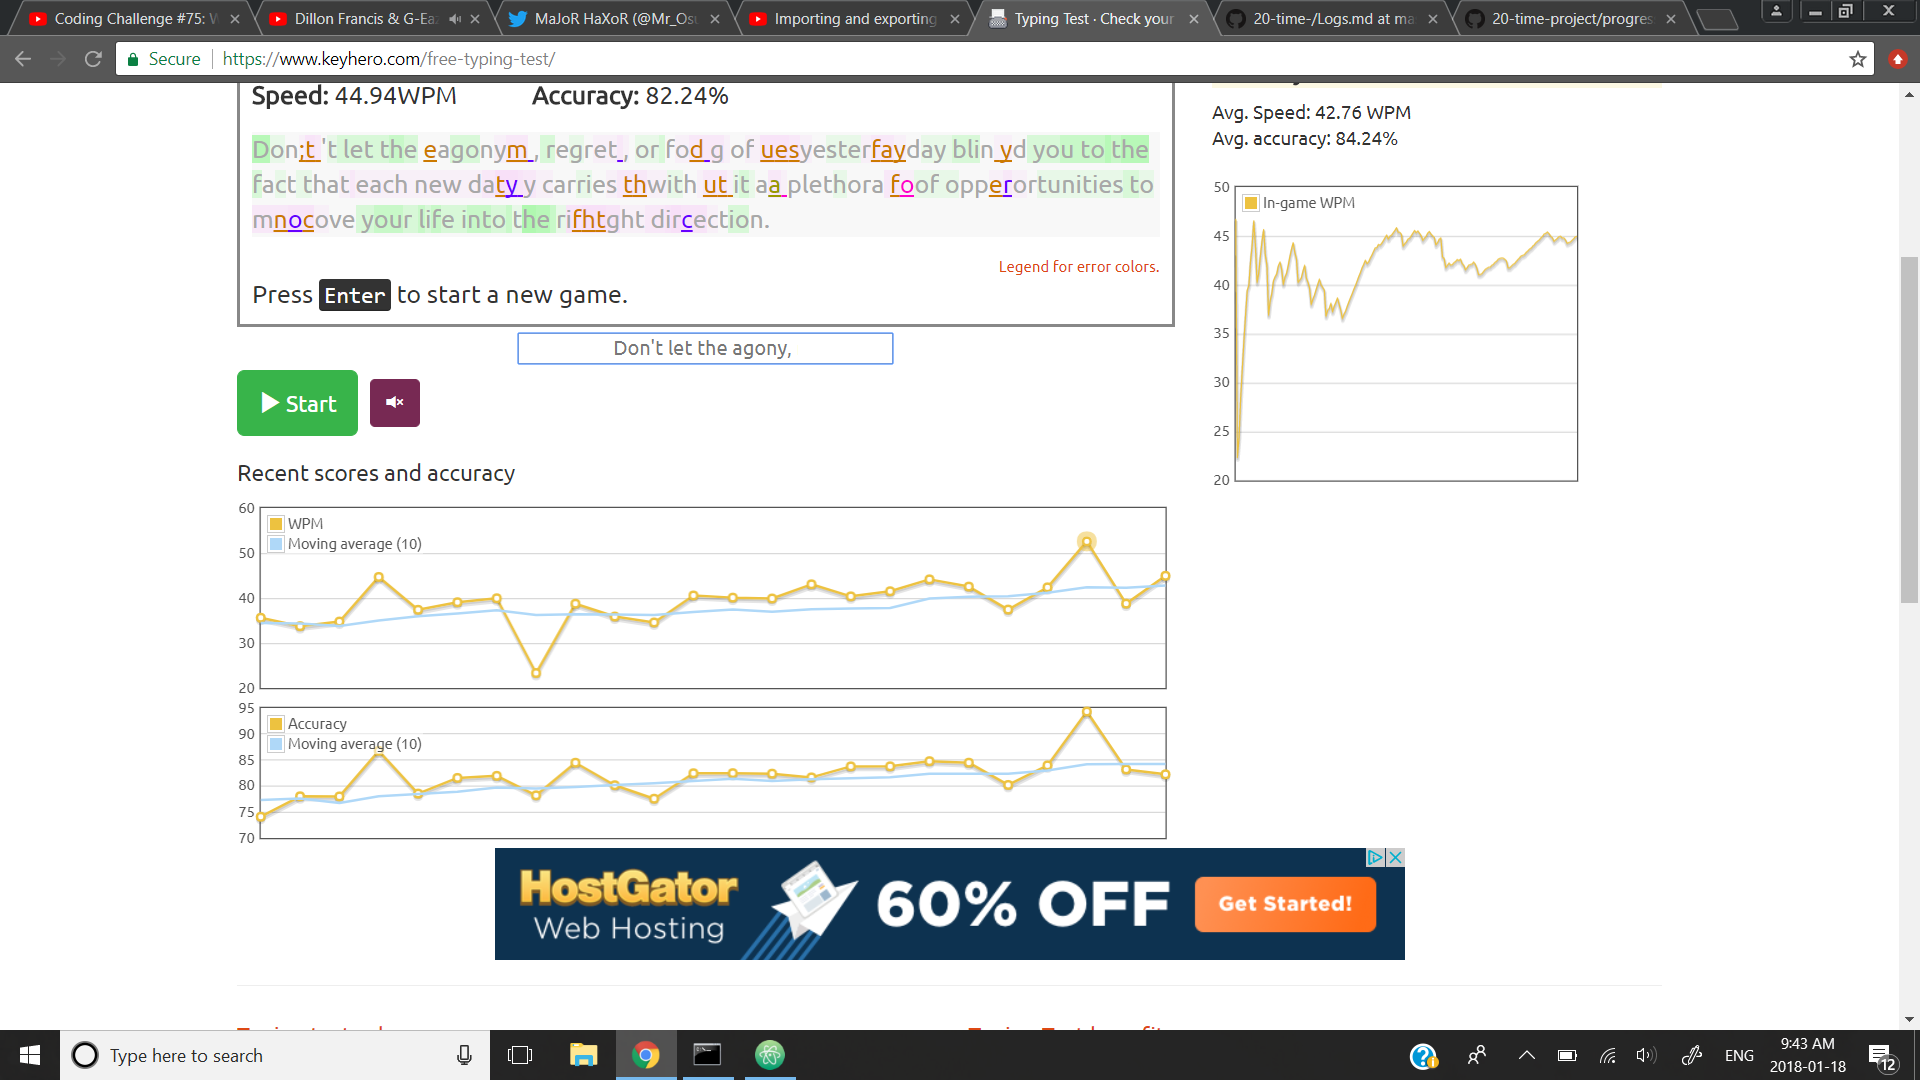 Coding Challenge #75: W
Dillon Francis & G-Eaz
MaJoR HaXoR (@Mr_Osu
Importing and exporting
Typing Test · Check your
20-time-/Logs.md at ma
20-time-project/progres
Secure
https://www.keyhero.com/free-typing-test/
Speed: 44.94WPM
Accuracy: 82.24%
Don;t 't let the eagonym , regret , or fod g of uesyesterfayday blin yd you to the
fact that each new daty y carries thwith ut it aa plethora foof opperortunities to
mnocove your life into the rifhtght dircection.
Legend for error colors.
Press Enter to start a new game.
Don't let the agony,
Start
Avg. Speed: 42.76 WPM
Avg. accuracy: 84.24%
In-game WPM
50
45
40
35
30
25
20
Recent scores and accuracy
60
50
40
30
20
WPM
Moving average (10)
95
90
85
80
75
70
Accuracy
Moving average (10)
HostGator
Web Hosting
60% OFF
Get Started!
Type here to search
ENG
9:43 AM
2018-01-18
12